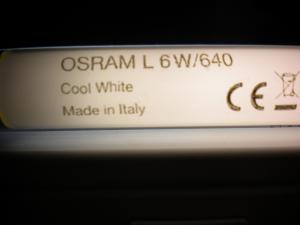 OSRAM L 6W/640
Cool White
Made in Italy
CE